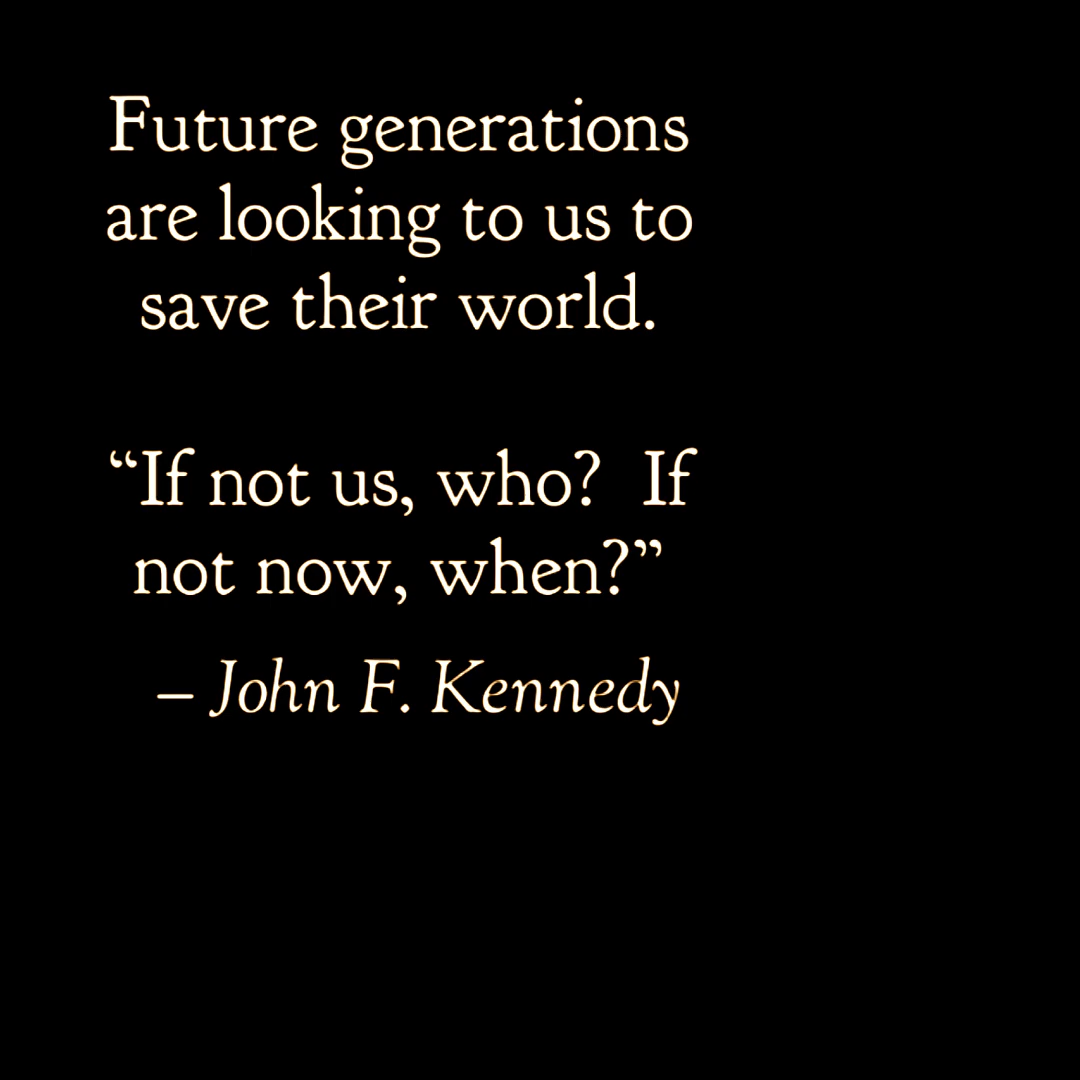 Future generations
are looking to us to
save their world.
“If not us, who?  If
not now, when?”
– John F. Kennedy